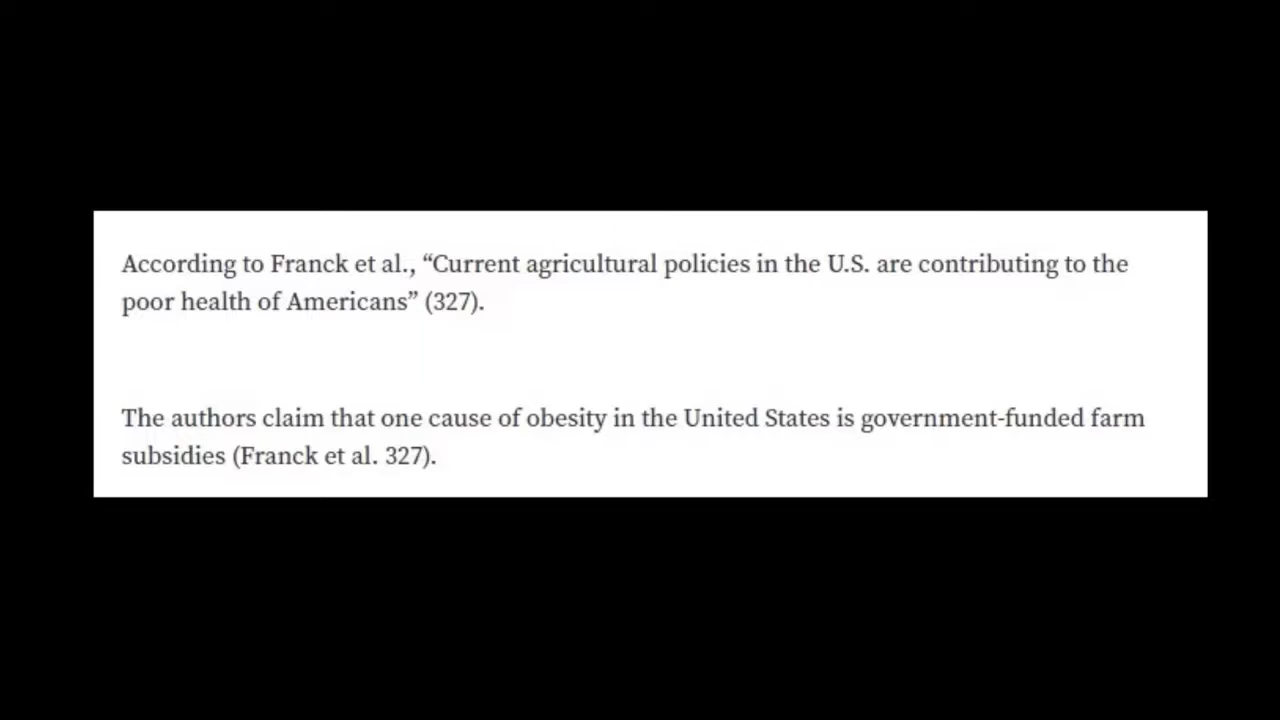 According to Franck et al., “Current agricultural policies in the U.S. are contributing to the
poor health of Americans” (327).
The authors claim that one cause of obesity in the United States is government-funded farm
subsidies (Franck et al. 327).